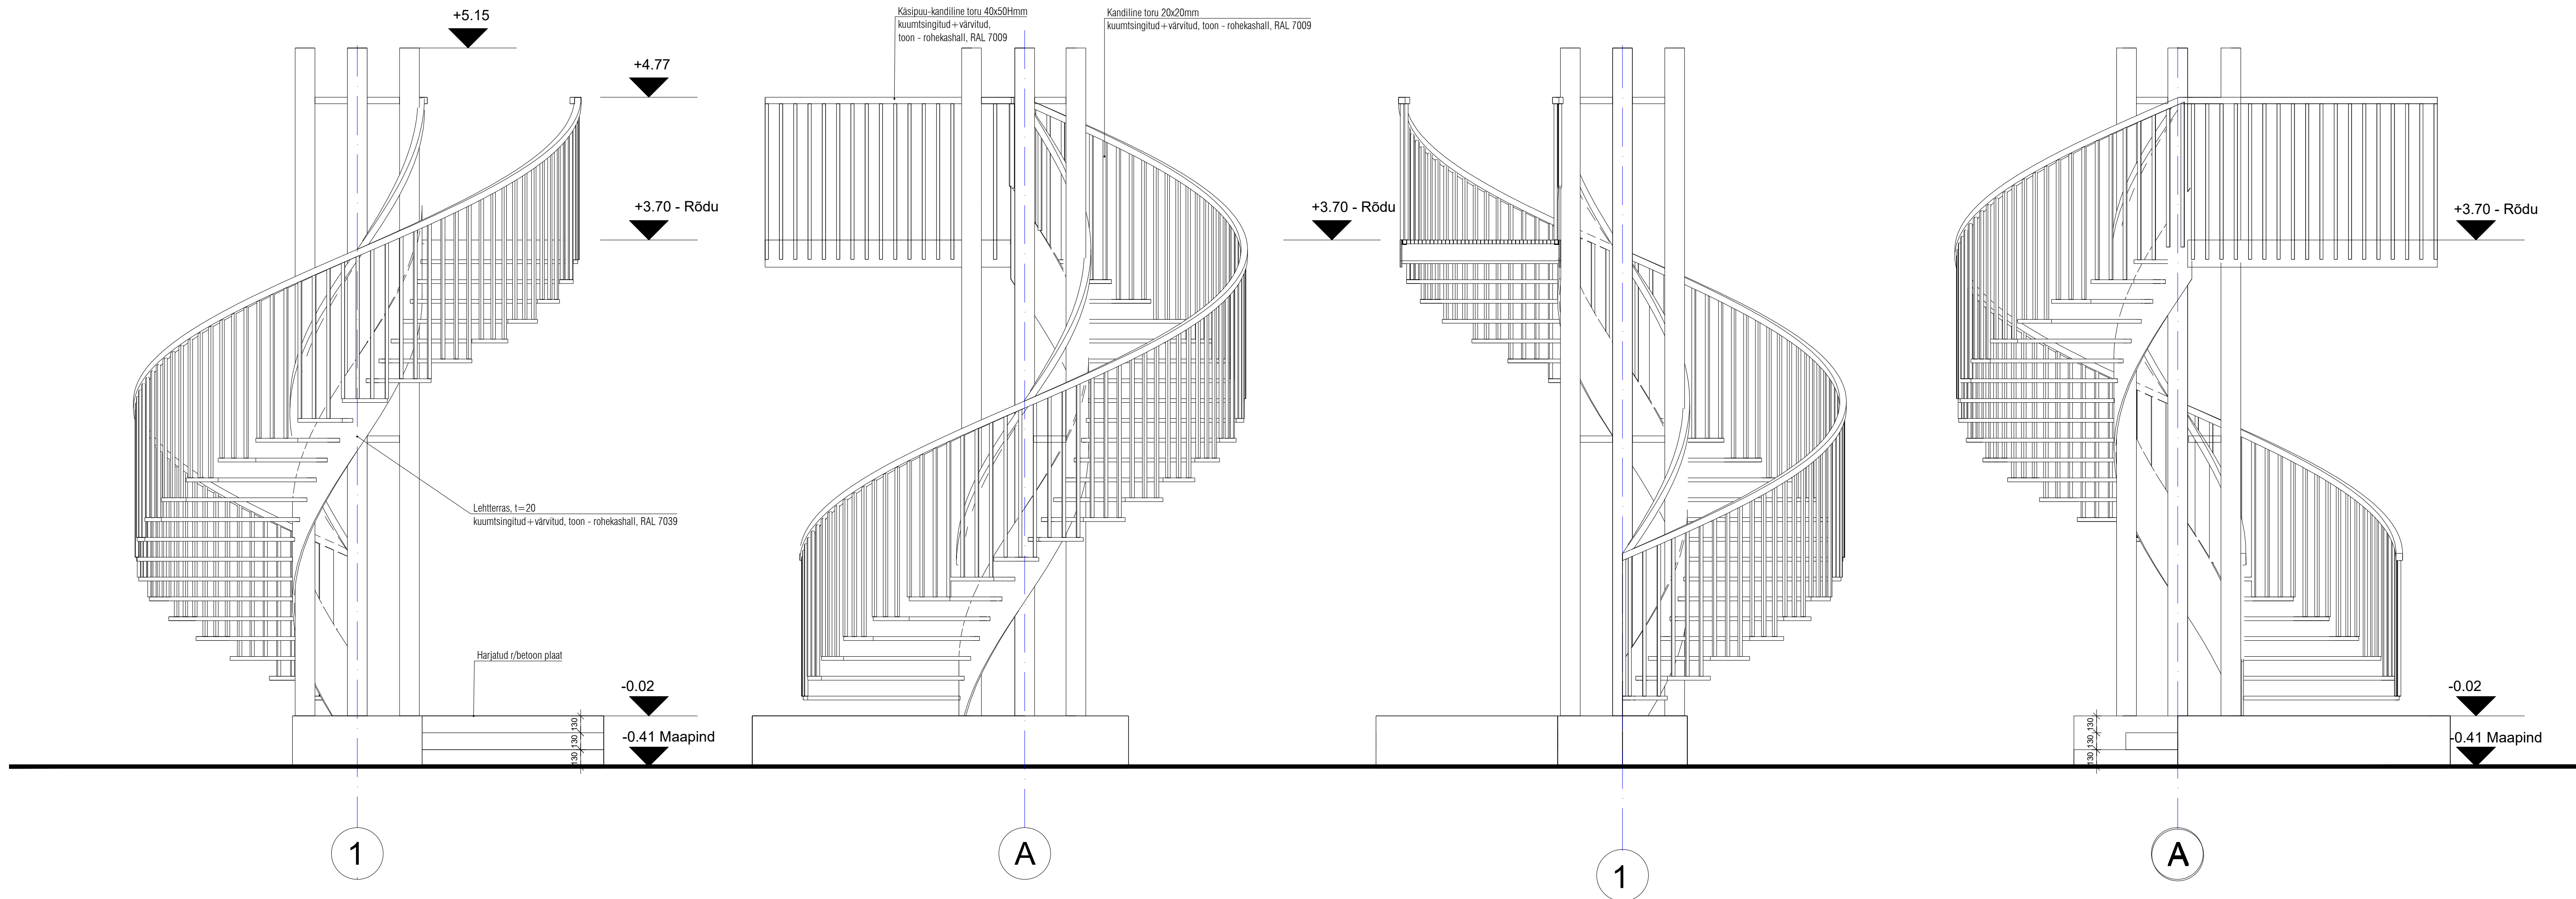 +5.15
Käsipuu-kandiline toru 40x50Hmm
kuumtsingitud+värvitud,
toon - rohekashall, RAL 7009
Kandiline toru 20x20mm
kuumtsingitud+värvitud, toon - rohekashall, RAL 7009
+4.77
+3.70 - Rõdu
+3.70 - Rõdu
+3.70 - Rõdu
Lehtterras, t=20
kuumtsingitud+värvitud, toon - rohekashall, RAL 7039
Harjatud r/betoon plaat
-0.02
-0.02
130
130
130
130
130
130
-0.41 Maapind
-0.41 Maapind
1
A
1
A